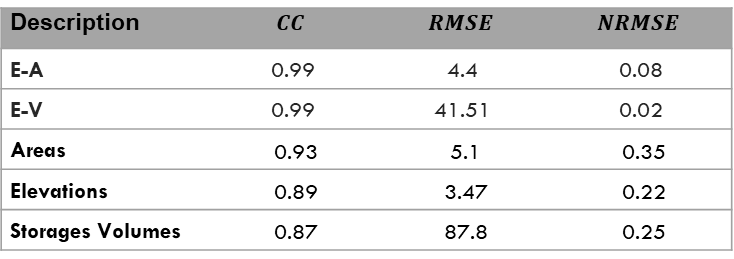 Description CC RMSE NRMSE
E-A 0.99 4.4 0.08
E-V 0.99 41.51 0.02
Areas 0.93 5.1 0.35
Elevations 0.89 3.47 0.22
Storages Volumes 0.87 87.8 0.25